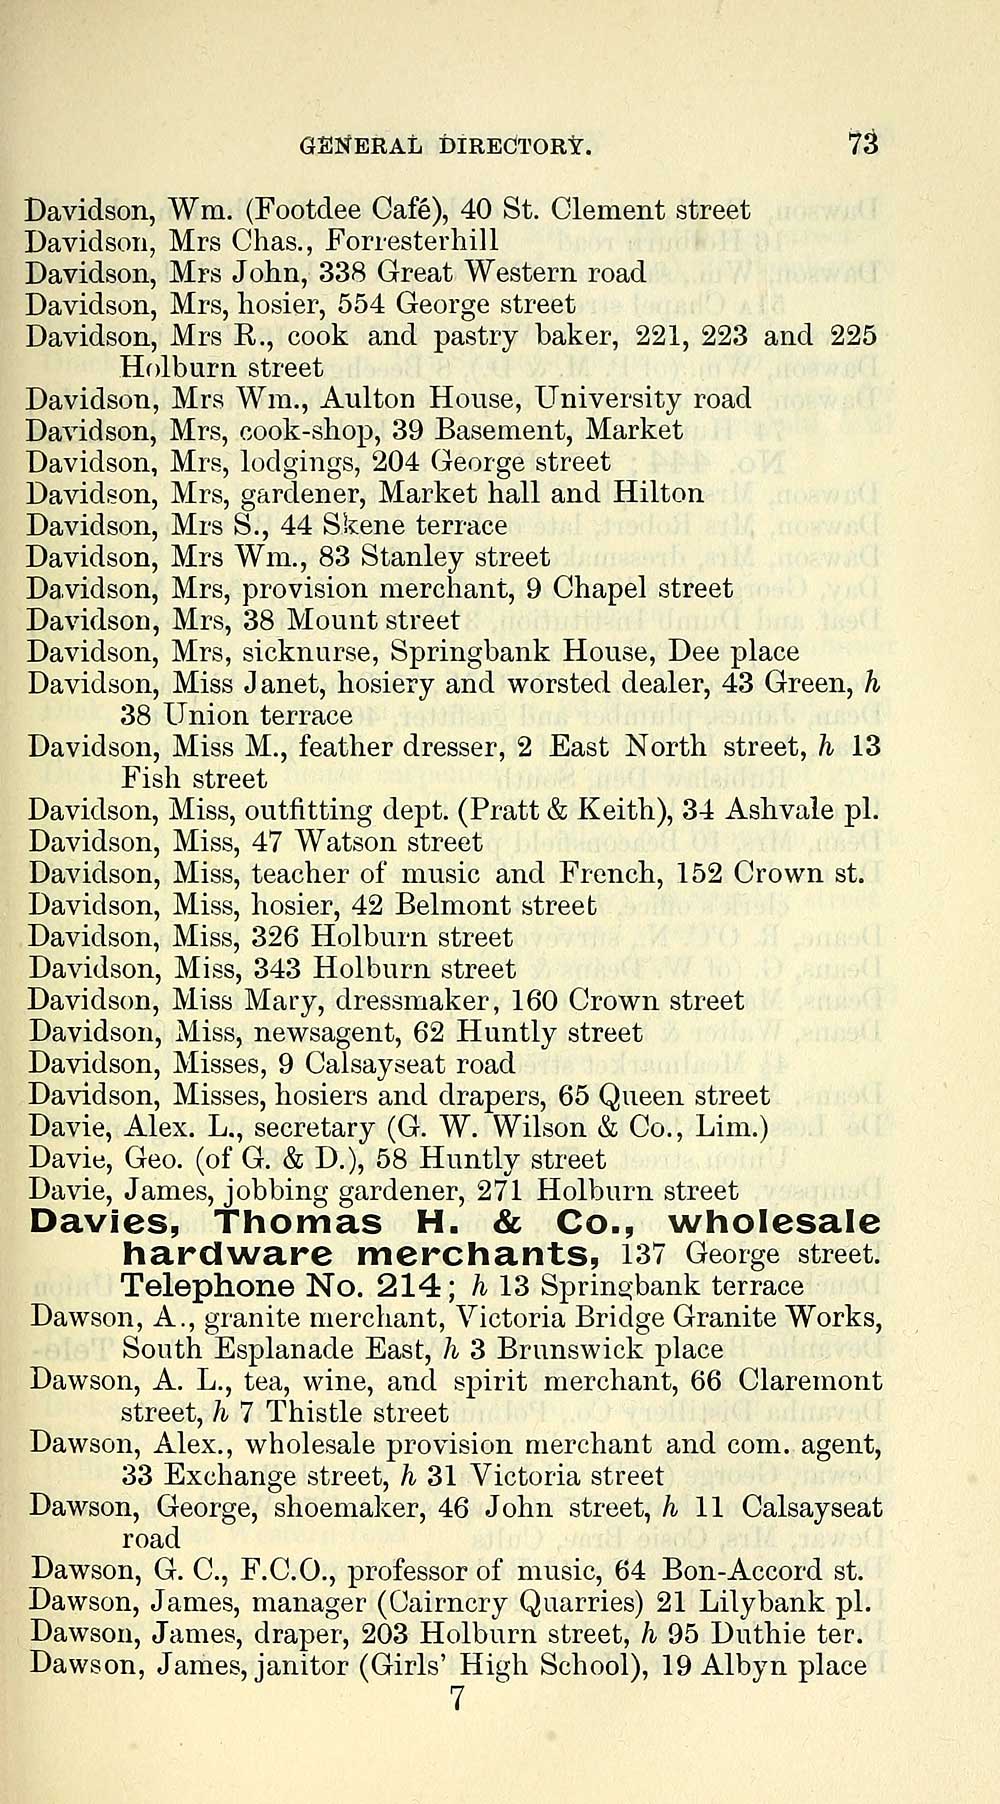 GENERAL DIRECTORY. 73
Davidson, Wm. (Footdee Café), 40 St. Clement street
Davidson, Mrs Chas., Forresterhill
Davidson, Mrs John, 338 Great Western road
Davidson, Mrs, hosier, 554 George street
Davidson, Mrs R., cook and pastry baker, 221, 223 and 225
Holburn street
Davidson, Mrs Wm., Aulton House, University road
Davidson, Mrs, cook-shop, 39 Basement, Market
Davidson, Mrs, lodgings, 204 George street
Davidson, Mrs, gardener, Market hall and Hilton
Davidson, Mrs S., 44 Skene terrace
Davidson, Mrs Wm., 83 Stanley street
Davidson, Mrs, provision merchant, 9 Chapel street
Davidson, Mrs, 38 Mount street
Davidson, Mrs, sicknurse, Springbank House, Dee place
Davidson, Miss Janet, hosiery and worsted dealer, 43 Green, h
38 Union terrace
Davidson, Miss M., feather dresser, 2 East North street, h 13
Fish street
Davidson, Miss, outfitting dept. (Pratt & Keith), 34 Ashvale pl.
Davidson, Miss, 47 Watson street
Davidson, Miss, teacher of music and French, 152 Crown st.
Davidson, Miss, hosier, 42 Belmont street
Davidson, Miss, 326 Holburn street
Davidson, Miss, 343 Holburn street
Davidson, Miss Mary, dressmaker, 160 Crown street
Davidson, Miss, newsagent, 62 Huntly street
Davidson, Misses, 9 Calsayseat road
Davidson, Misses, hosiers and drapers, 65 Queen street
Davie, Alex. L., secretary (G. W. Wilson & Co., Lim.)
Davie, Geo. (of G. & D.), 58 Huntly street
Davie, James, jobbing gardener, 271 Holburn street
Davies, Thomas H. & Co., wholesale
hardware merchants, 137 George street.
Telephone No. 214; h 13 Springbank terrace
Dawson, A., granite merchant, Victoria Bridge Granite Works,
South Esplanade East, h 3 Brunswick place
Dawson, A. L., tea, wine, and spirit merchant, 66 Claremont
street, h 7 Thistle street
Dawson, Alex., wholesale provision merchant and com. agent,
33 Exchange street, h 31 Victoria street
Dawson, George, shoemaker, 46 John street, h 11 Calsayseat
road
Dawson, G. C., F.C.O., professor of music, 64 Bon-Accord st.
Dawson, James, manager (Cairncry Quarries) 21 Lilybank pl.
Dawson, James, draper, 203 Holburn street, h 95 Duthie ter.
Dawson, James, janitor (Girls' High School), 19 Albyn place
7